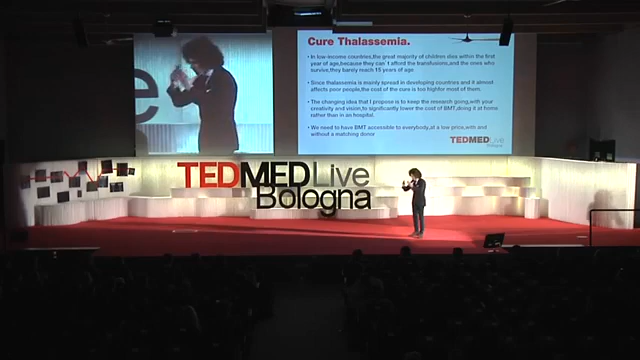 Cure Thalassemia.
• In low-income countries,the great majority of children dies within the first
year of age,because they can`t afford the transfusions,and the ones who
survive,they barely reach 15 years of age
• Since thalassemia is mainly spread in developing countries and it almost
affects poor people,the cost of the cure is too highfor most of them.
• The changing idea that I propose is to keep the research going,with your
creativity and vision,to significantly lower the cost of BMT,doing it at home
rather than in an hospital.
• We need to have BMT accessible to everybody,at a low price,with and
without a matching donor
TEDMEDLive
Bologna
e
TEDMEDLive
Bologna